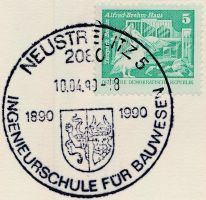 Alfred-Brehm-Haus
5
NEUSTRELITZ 5
2080
10.04.90-18
1890 1990
INGENIEURSCHULE FÜR BAUWESEN